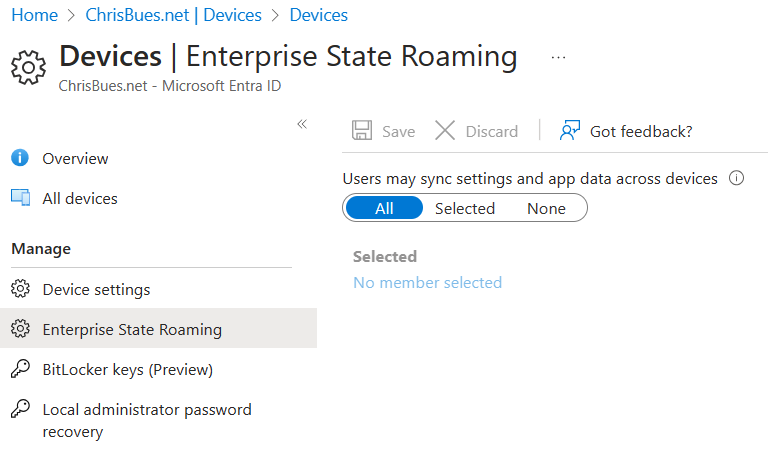 Home > ChrisBues.net | Devices > Devices
Devices | Enterprise State Roaming ...
ChrisBues.net - Microsoft Entra ID
Overview
All devices
Manage
Device settings
Enterprise State Roaming
BitLocker keys (Preview)
Local administrator password
recovery
Save Discard | Got feedback?
Users may sync settings and app data across devices
All Selected None
Selected
No member selected